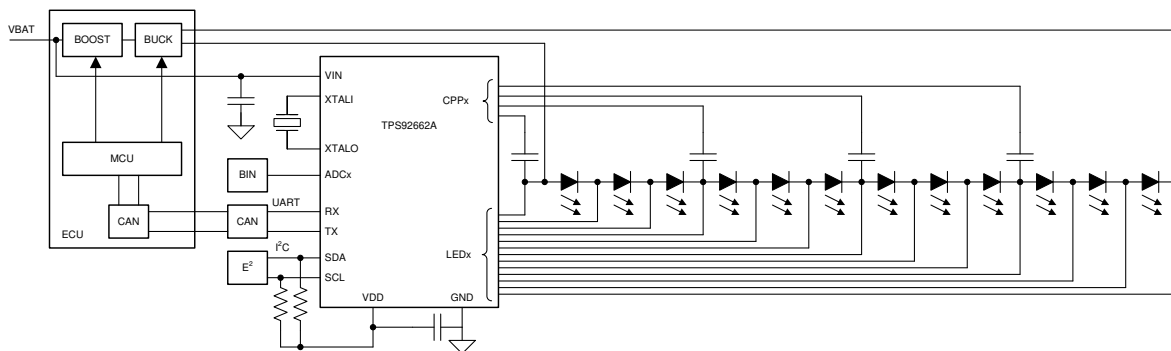 VBAT
BOOST
BUCK
MCU
CAN
ECU
BIN
UART
CAN
I²C
E²
VIN
XTALI
XTALO
ADCx
RX
TX
SDA
SCL
VDD
GND
TPS92662A
CPPx
LEDx